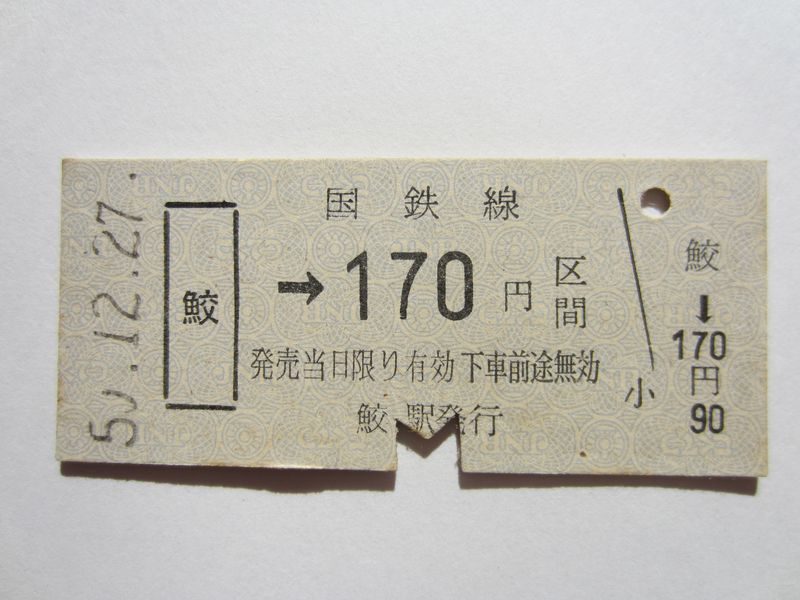 50.12.27.
鮫
国鉄線
➡170円区間
発売当日限り有効下車前途無効
鮫駅発行
小
鮫
⬇
170
円
90